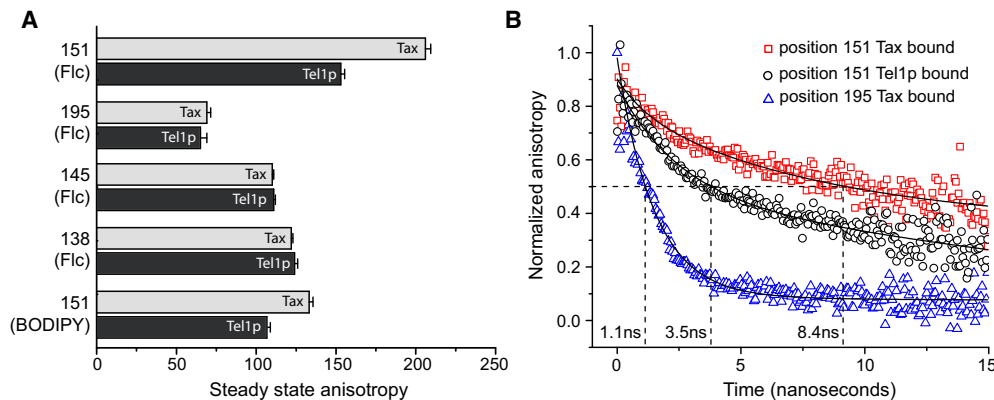 A
151
(Flc)
Tax
Tel1p
195
(Flc)
Tax
Tel1p
145
(Flc)
Tax
Tel1p
138
(Flc)
Tax
Tel1p
151
(BODIPY)
Tax
Tel1p
0 50 100 150 200 250
Steady state anisotropy
B
Normalized anisotropy
1.0
0.8
0.6
0.4
0.2
0.0
position 151 Tax bound
position 151 Tel1p bound
position 195 Tax bound
1.1ns 3.5ns 8.4ns
0 5 10 15
Time (nanoseconds)